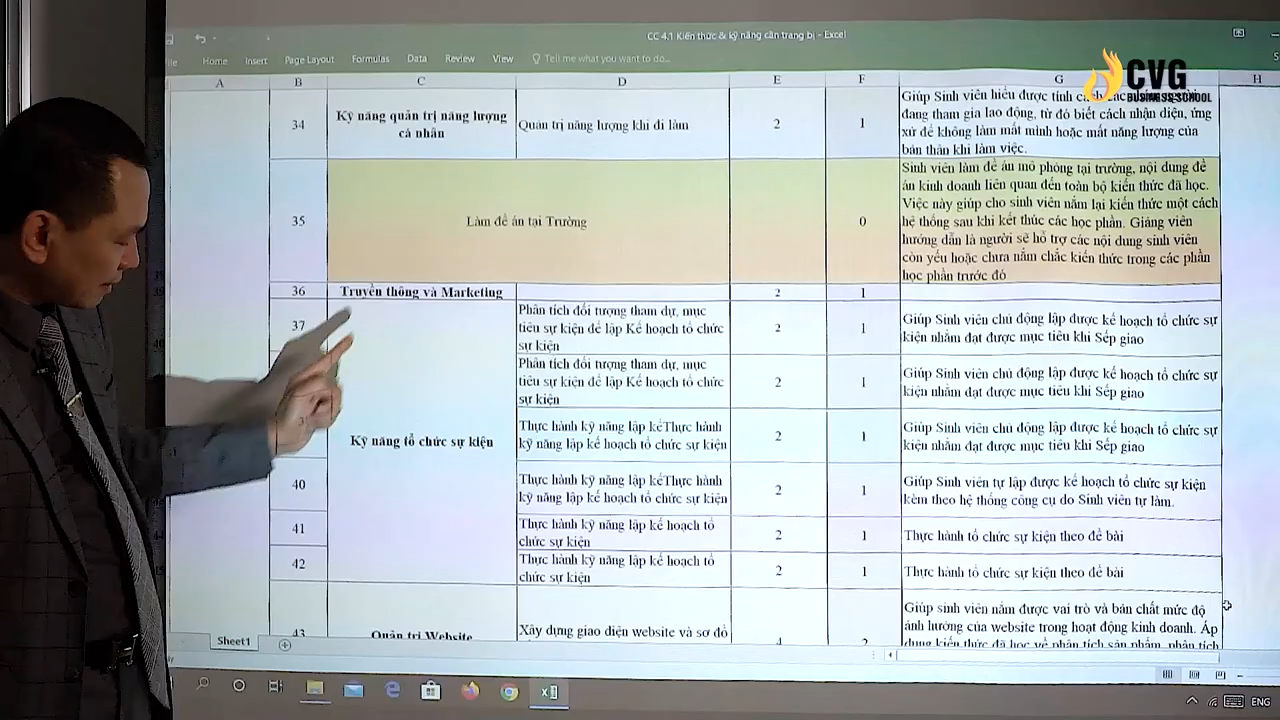 CC 4.1 Kiến thức & kỹ năng cần trang bị - Excel
Home Insert Page Layout Formulas Data Review View Tell me what you want to do...
CVG
BUSINESS SCHOOL
A B C D E F G H
34
Kỹ năng quản trị năng lượng
cá nhân
Quản trị năng lượng khi đi làm
2
1
Giúp Sinh viên hiểu được tính
đang tham gia lao động, từ đó biết cách nhận diện, ứng
xử để không làm mất mình hoặc mất năng lượng của
bản thân khi làm việc.
35
Làm đề án tại Trường
0
Sinh viên làm đề án mô phỏng tại trường, nội dung đề
án kinh doanh liên quan đến toàn bộ kiến thức đã học.
Việc này giúp cho sinh viên nắm lại kiến thức một cách
hệ thống sau khi kết thúc các học phần. Giảng viên
hướng dẫn là người sẽ hỗ trợ các nội dung sinh viên
còn yếu hoặc chưa nắm chắc kiến thức trong các phần
học phần trước đó
36
Truyền thông và Marketing
2
1
37
Phân tích đối tượng tham dự, mục
tiêu sự kiện để lập Kế hoạch tổ chức
sự kiện
2
1
Giúp Sinh viên chủ động lập được kế hoạch tổ chức sự
kiện nhằm đạt được mục tiêu khi Sếp giao
Phân tích đối tượng tham dự, mục
tiêu sự kiện để lập Kế hoạch tổ chức
sự kiện
2
1
Giúp Sinh viên chủ động lập được kế hoạch tổ chức sự
kiện nhằm đạt được mục tiêu khi Sếp giao
Kỹ năng tổ chức sự kiện
Thực hành kỹ năng lập kếThực hành
kỹ năng lập kế hoạch tổ chức sự kiện
2
1
Giúp Sinh viên chủ động lập được kế hoạch tổ chức sự
kiện nhằm đạt được mục tiêu khi Sếp giao
40
Thực hành kỹ năng lập kếThực hành
kỹ năng lập kế hoạch tổ chức sự kiện
2
1
Giúp Sinh viên tự lập được kế hoạch tổ chức sự kiện
kèm theo hệ thống công cụ do Sinh viên tự làm.
41
Thực hành kỹ năng lập kế hoạch tổ
chức sự kiện
2
1
Thực hành tổ chức sự kiện theo đề bài
42
Thực hành kỹ năng lập kế hoạch tổ
chức sự kiện
2
1
Thực hành tổ chức sự kiện theo đề bài
43
Quản trị Website
Xây dựng giao diện website và sơ đồ
4
2
Giúp sinh viên nắm được vai trò và bản chất mức độ
ảnh hưởng của website trong hoạt động kinh doanh. Áp
dụng kiến thức đã học về phân tích sản phẩm, phân tích
Sheet1
ENG